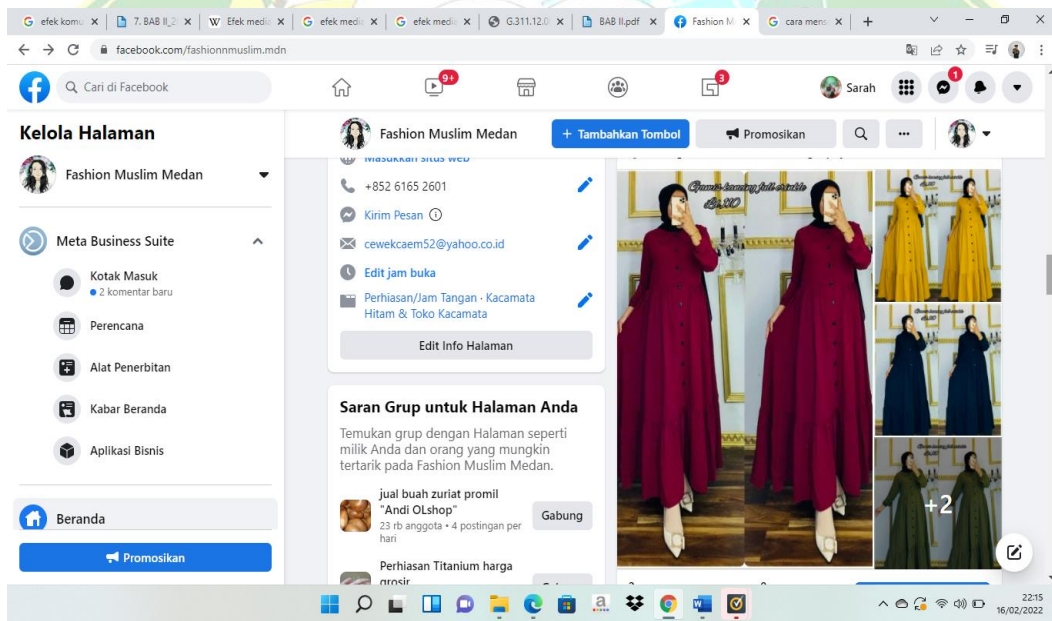 efek komu
7. BAB II_2
Efek media
efek media
efek media
G.311.12.0
BAB II.pdf
Fashion M
cara mens
facebook.com/fashionnmuslim.mdn
Cari di Facebook
9+
3
Sarah
1
Kelola Halaman
Fashion Muslim Medan
Meta Business Suite
Kotak Masuk
2 komentar baru
Perencana
Alat Penerbitan
Kabar Beranda
Aplikasi Bisnis
Beranda
Promosikan
Fashion Muslim Medan
+ Tambahkan Tombol
Promosikan
Masukkan situs web
+852 6165 2601
Kirim Pesan
cewekcaem52@yahoo.co.id
Edit jam buka
Perhiasan/Jam Tangan · Kacamata
Hitam & Toko Kacamata
Edit Info Halaman
Saran Grup untuk Halaman Anda
Temukan grup dengan Halaman seperti
milik Anda dan orang yang mungkin
tertarik pada Fashion Muslim Medan.
jual buah zuriat promil
"Andi OLshop"
23 rb anggota • 4 postingan per
hari
Gabung
Perhiasan Titanium harga
grosir
+2
22:15
16/02/2022